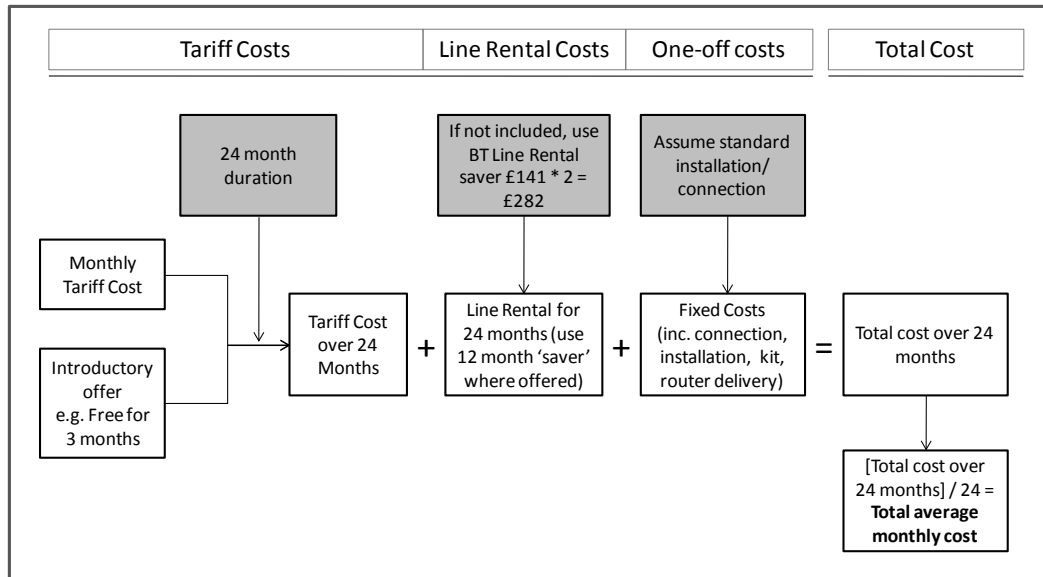 Tariff Costs
Line Rental Costs
One-off costs
Total Cost
24 month
duration
If not included, use
BT Line Rental
saver £141 * 2 =
£282
Assume standard
installation/
connection
Monthly
Tariff Cost
Introductory
offer
e.g. Free for
3 months
Tariff Cost
over 24
Months
+
Line Rental for
24 months (use
12 month ‘saver’
where offered)
+
Fixed Costs
(inc. connection,
installation, kit,
router delivery)
=
Total cost over 24
months
[Total cost over
24 months] / 24 =
Total average
monthly cost